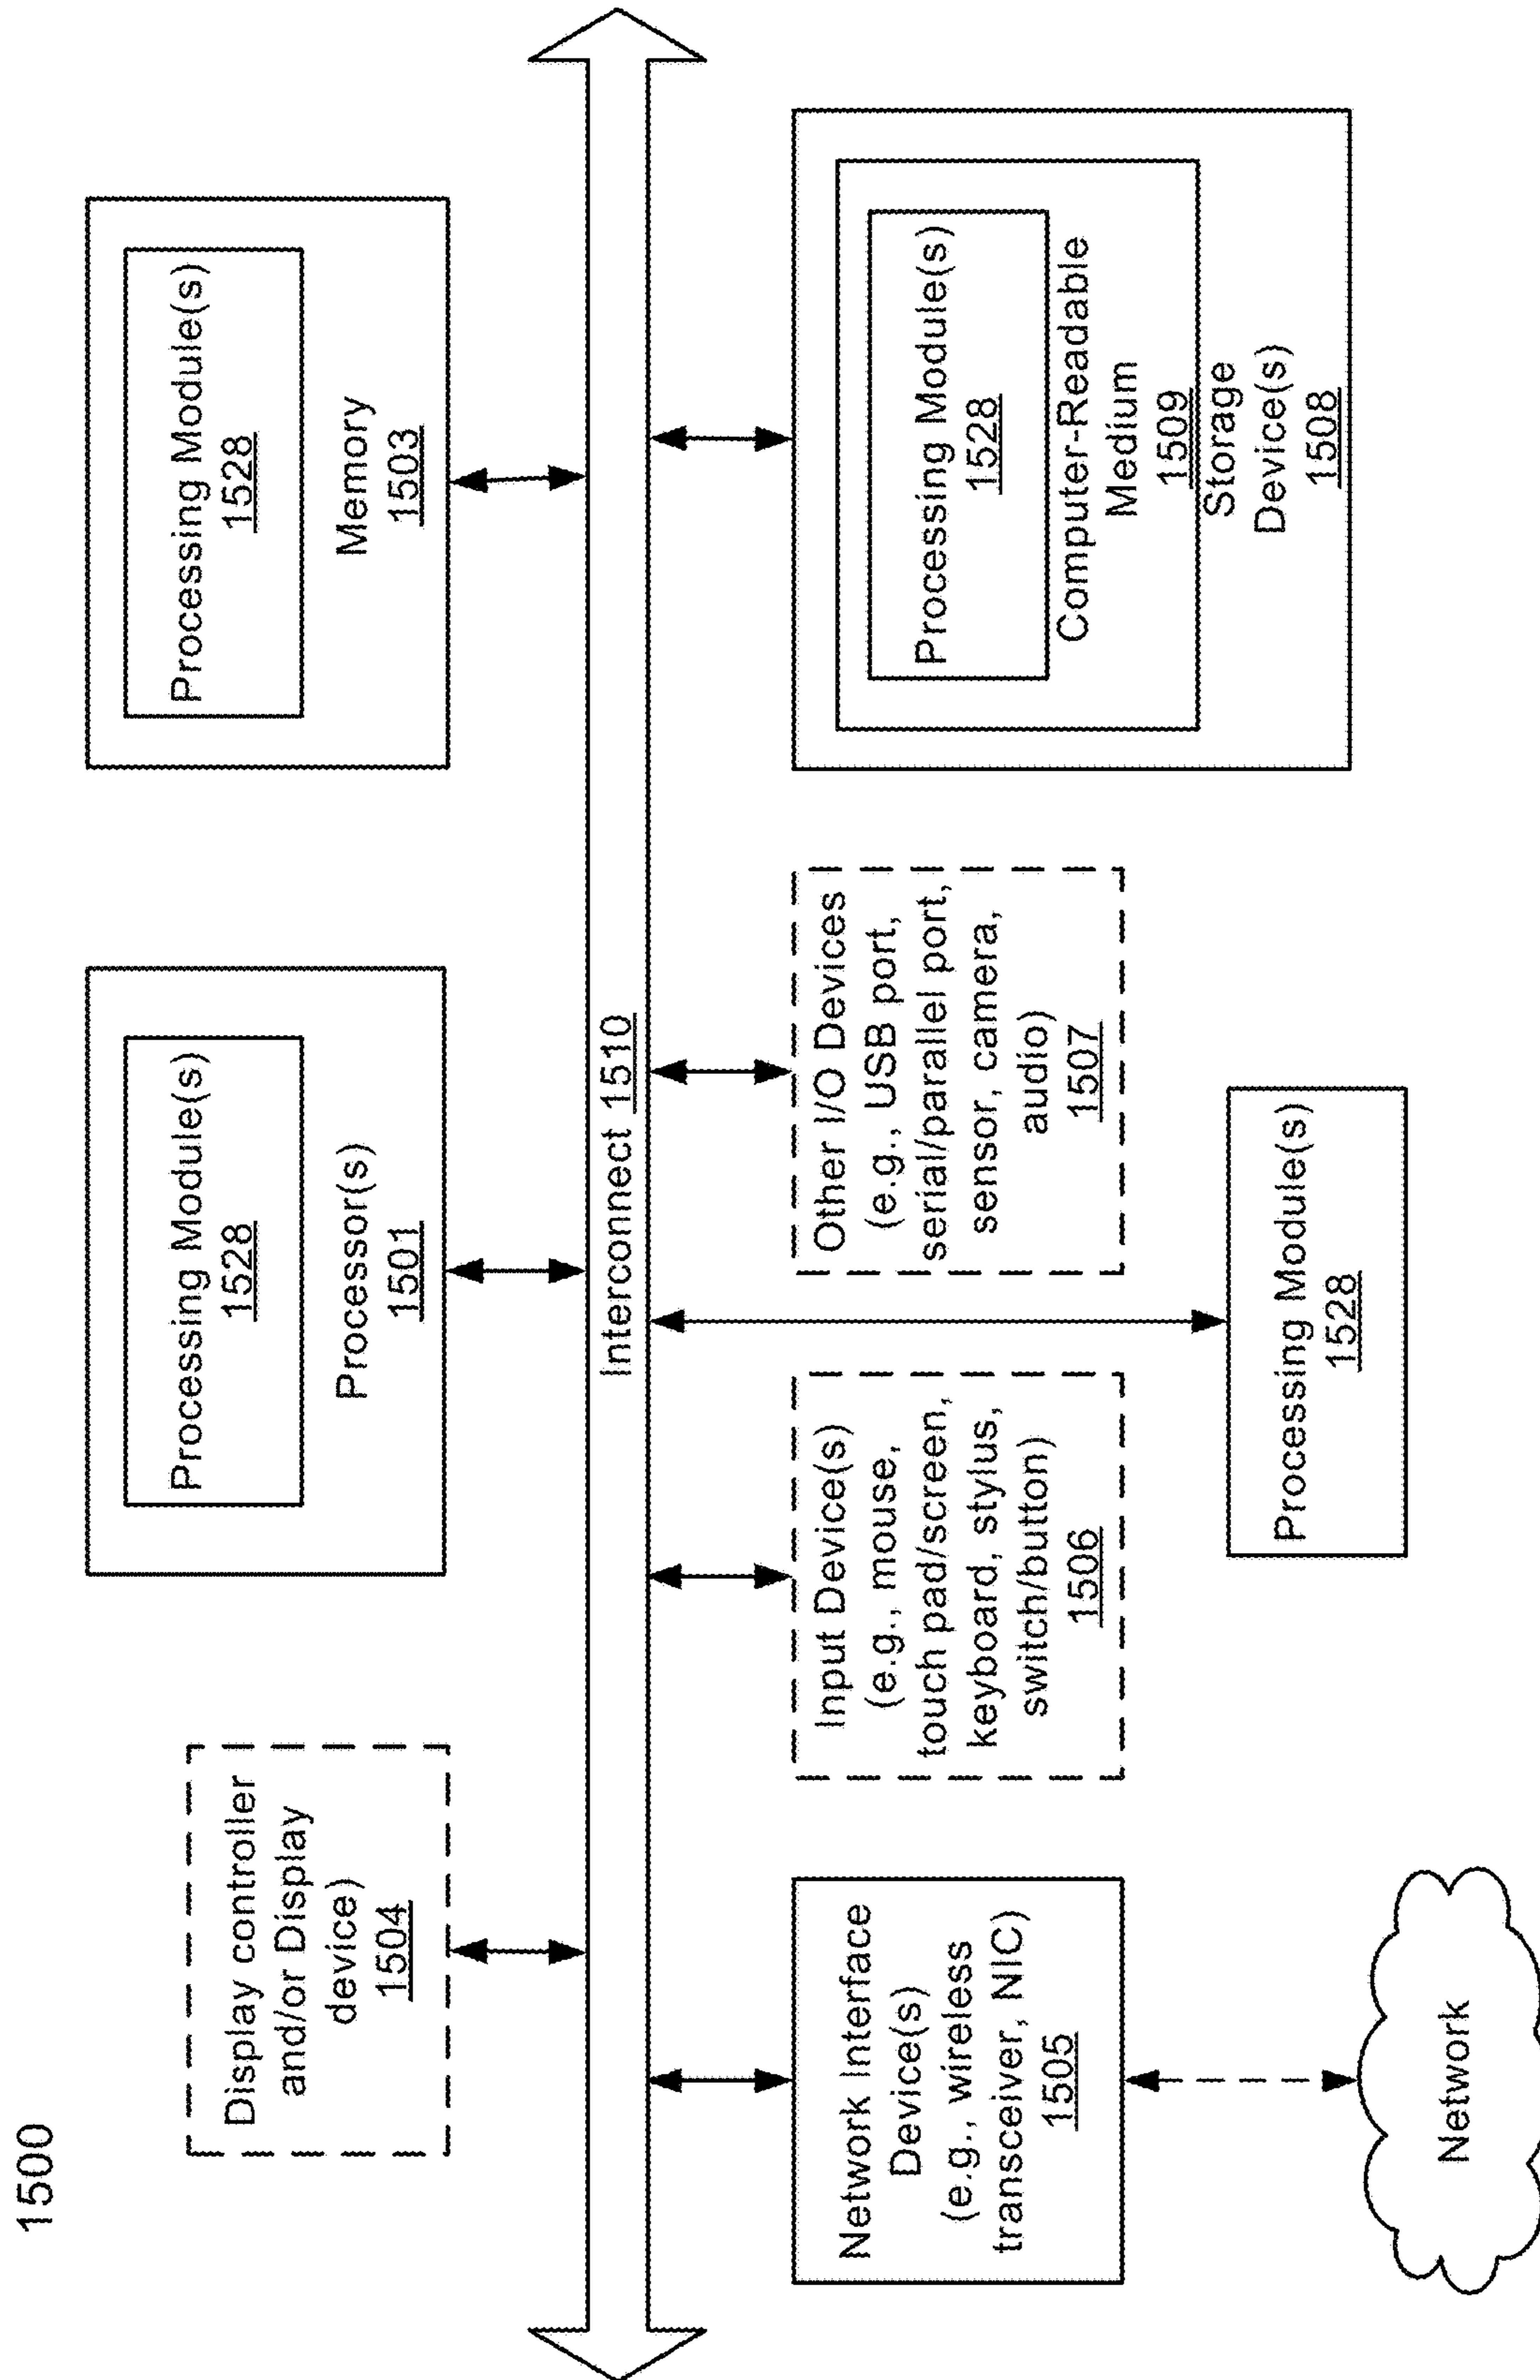 1500
Display controller
and/or Display
device)
1504
Processing Module(s)
1528
Processor(s)
1501
Processing Module(s)
1528
Memory
1503
Interconnect 1510
Network Interface
Device(s)
(e.g., wireless
transceiver, NIC)
1505
Input Device(s)
(e.g., mouse,
touch pad/screen,
keyboard, stylus,
switch/button)
1506
Other I/O Devices
(e.g., USB port,
serial/parallel port,
sensor, camera,
audio)
1507
Processing Module(s)
1528
Computer-Readable
Medium
1509
Storage
Device(s)
1508
Processing Module(s)
1528
Network